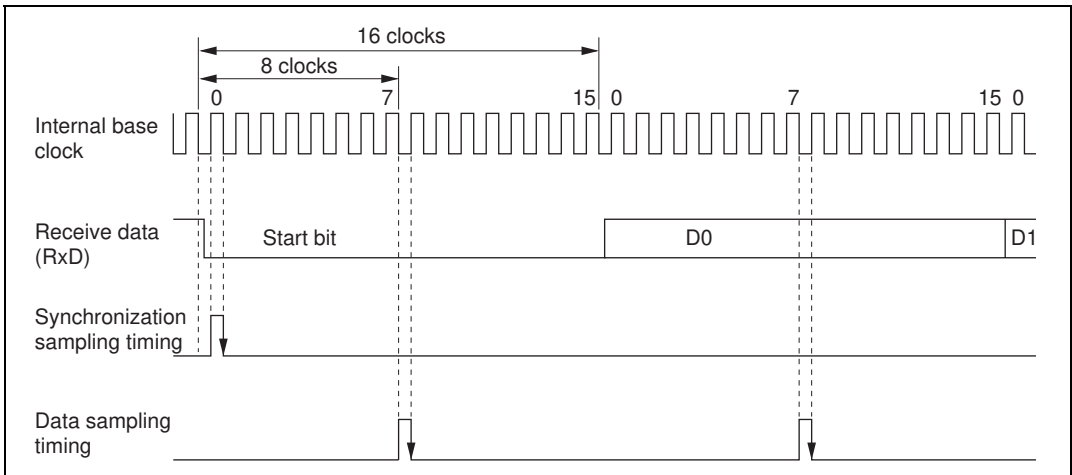 16 clocks
8 clocks
0 7 15 0 7 15 0
Internal base
clock
Receive data
(RxD)
Start bit D0 D1
Synchronization
sampling timing
Data sampling
timing